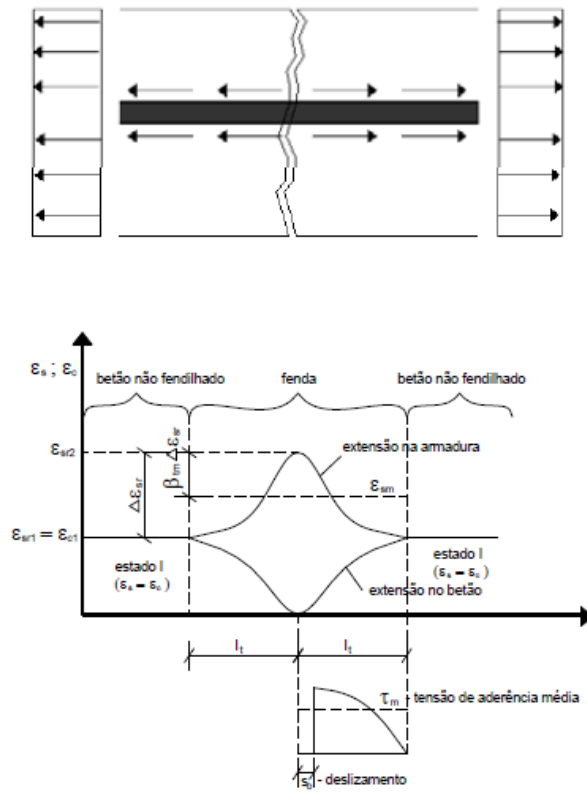 εs ; εc
betão não fendilhado
fenda
betão não fendilhado
εsr2
Δεsr
βtm Δεsr
extensão na armadura
εsm
εsr1 = εc1
estado I
(εs = εc)
estado I
(εs = εc)
extensão no betão
lt
lt
τm - tensão de aderência média
s0 - deslizamento